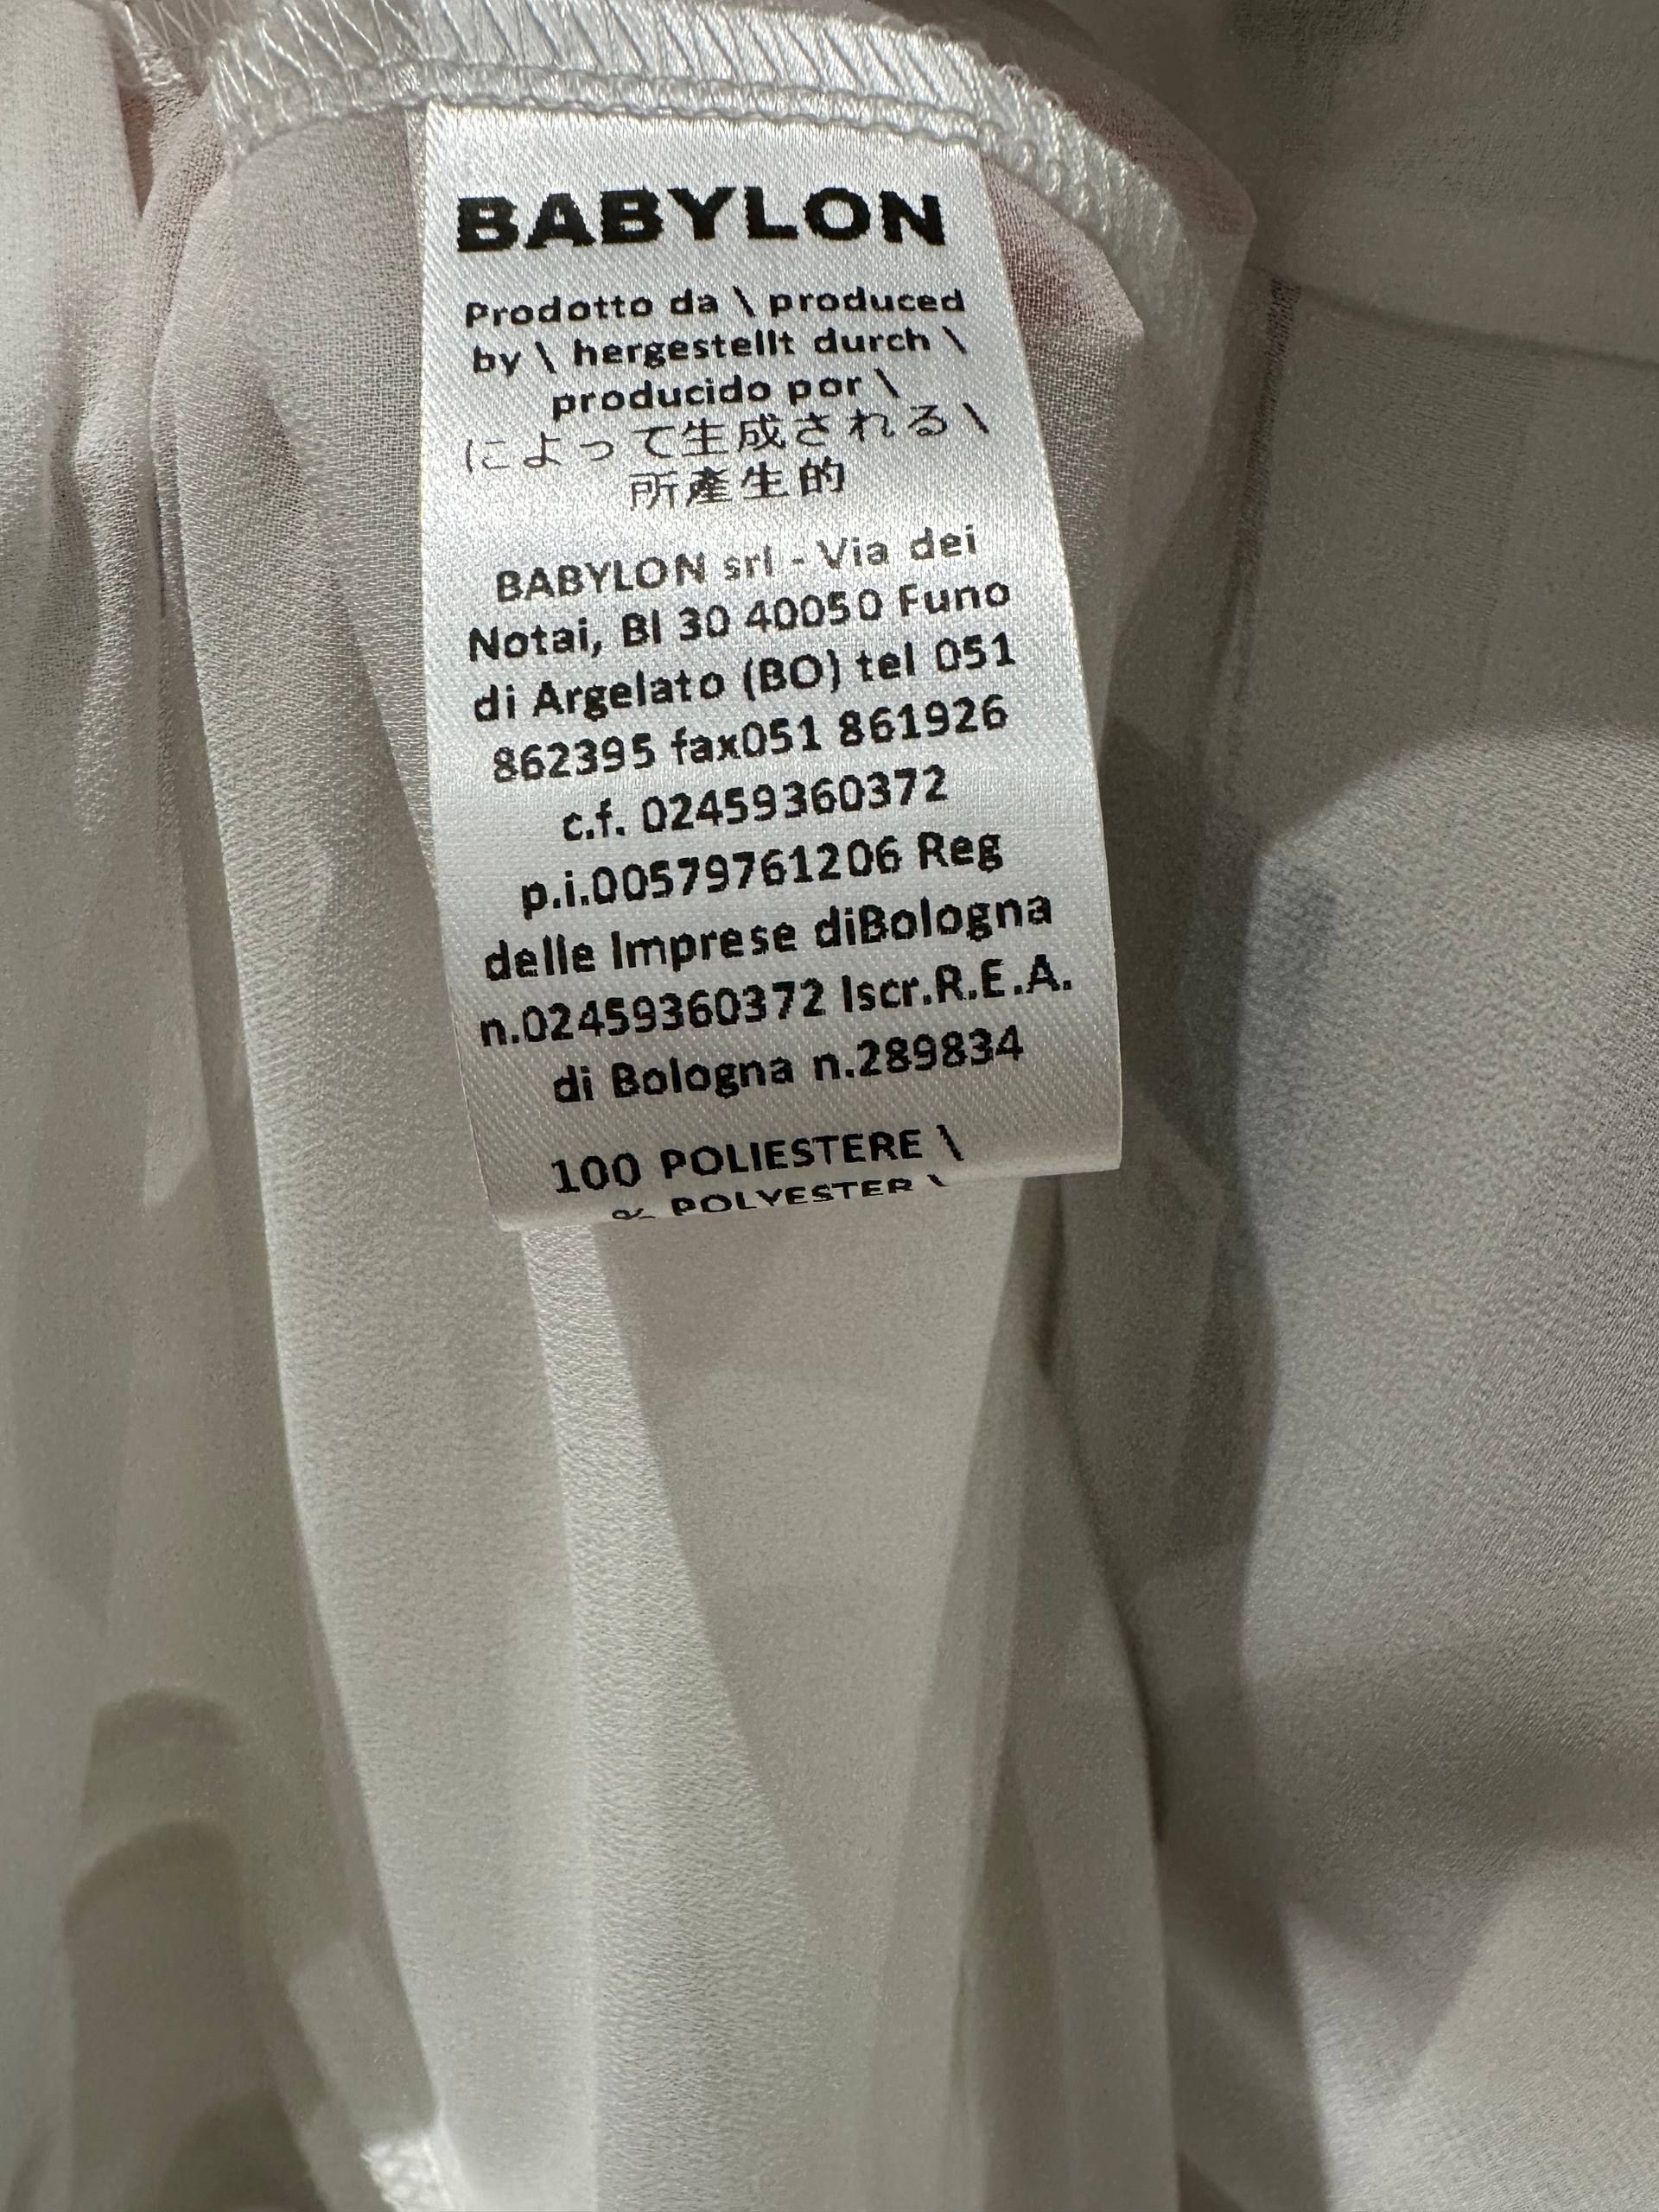 BABYLON
Prodotto da \ produced
by \ hergestellt durch \
producido por \
によって生成される \
所產生的
BABYLON srl - Via dei
Notai, Bl 30 40050 Funo
di Argelato (BO) tel 051
862395 fax051 861926
c.f. 02459360372
p.i.00579761206 Reg
delle Imprese diBologna
n.02459360372 Iscr.R.E.A.
di Bologna n.289834
100 POLIESTERE \
% POLYESTER \